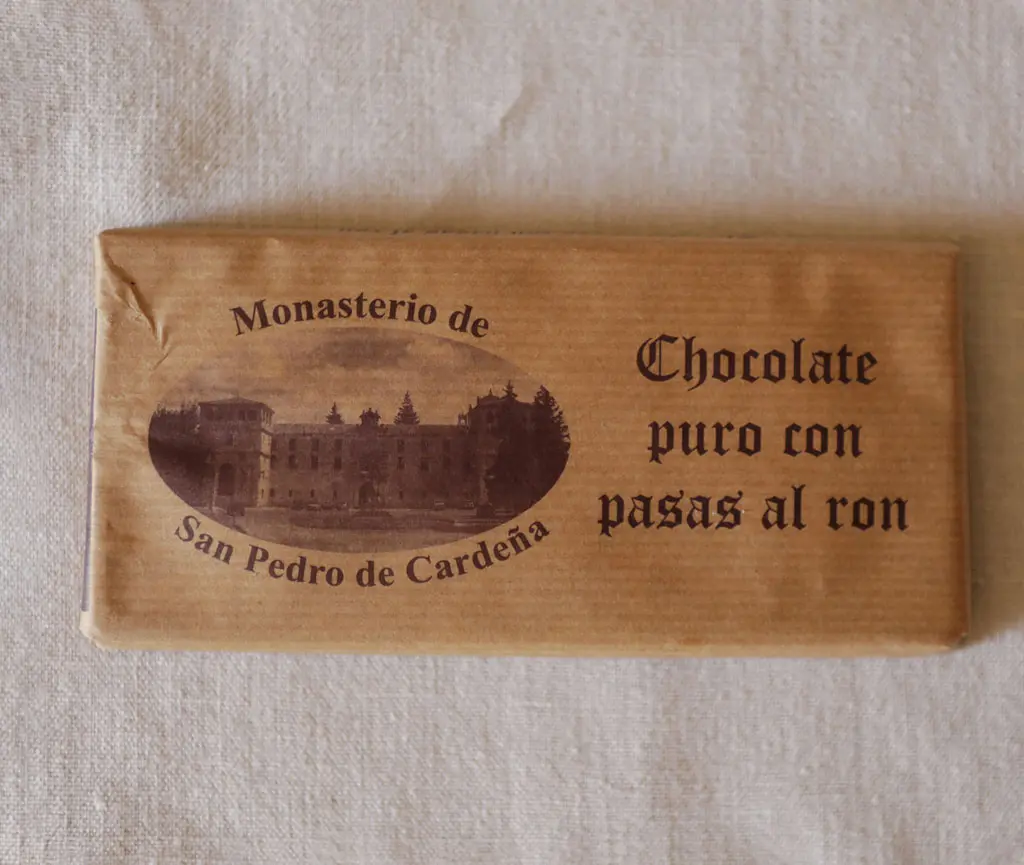 Monasterio de
San Pedro de Cardeña
Chocolate
puro con
pasas al ron